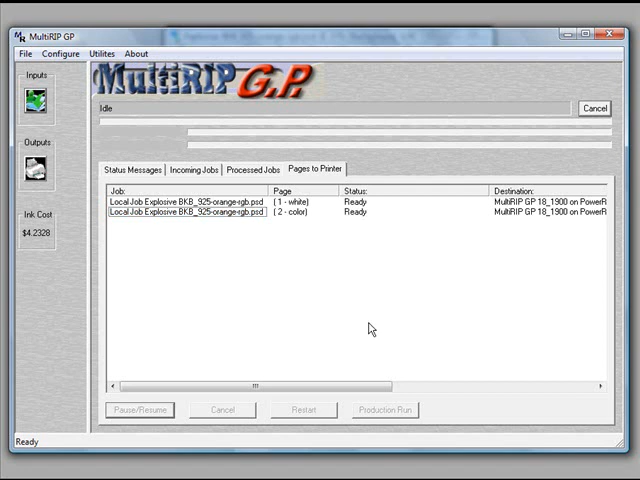 MultiRIP GP
File Configure Utilites About
Inputs
MultiRIP G.P.
Idle
Cancel
Outputs
Status Messages Incoming Jobs Processed Jobs Pages to Printer
Job: Page Status: Destination:
Local Job Explosive BKB_925-orange-rgb.psd ( 1 - white) Ready MultiRIP GP 18_1900 on PowerR
Local Job Explosive BKB_925-orange-rgb.psd ( 2 - color) Ready MultiRIP GP 18_1900 on PowerR
Ink Cost
$4.2328
Pause/Resume Cancel Restart Production Run
Ready